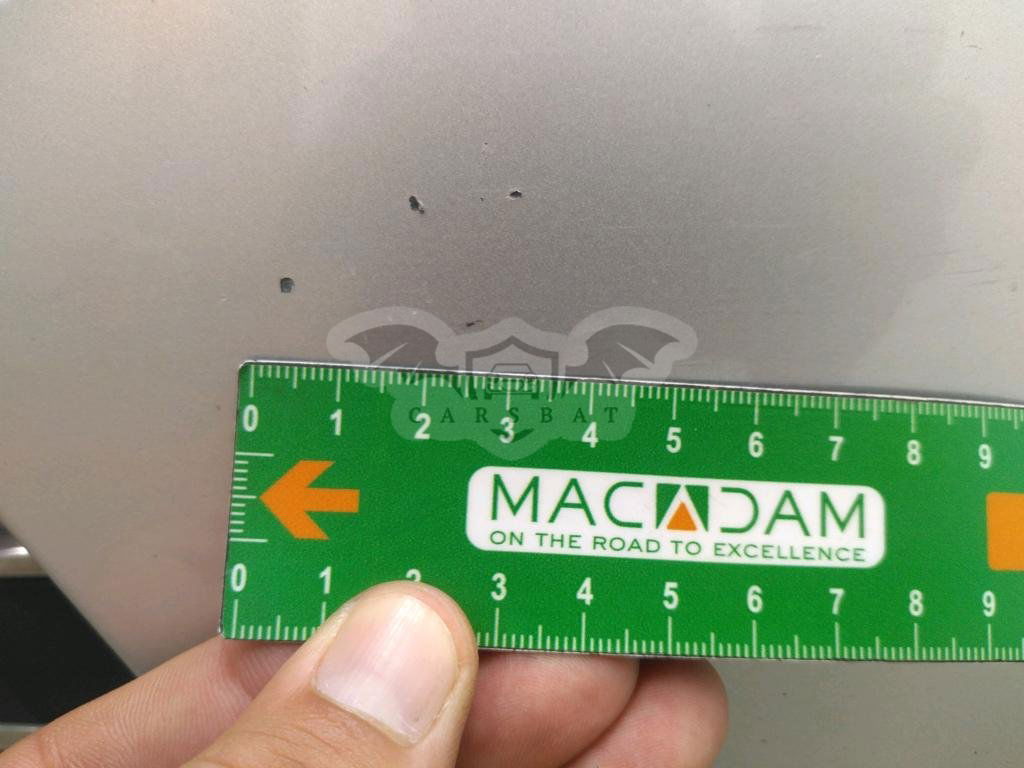 0 1 2 3 4 5 6 7 8 9
CARSBAT
MACADAM
ON THE ROAD TO EXCELLENCE
0 1 2 3 4 5 6 7 8 9